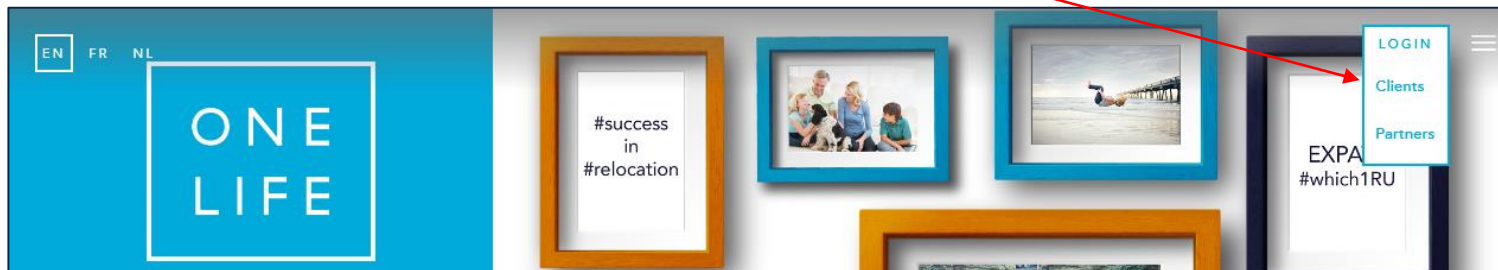 EN FR NL
ONE
LIFE
#success
in
#relocation
LOGIN
Clients
Partners
#which1RU